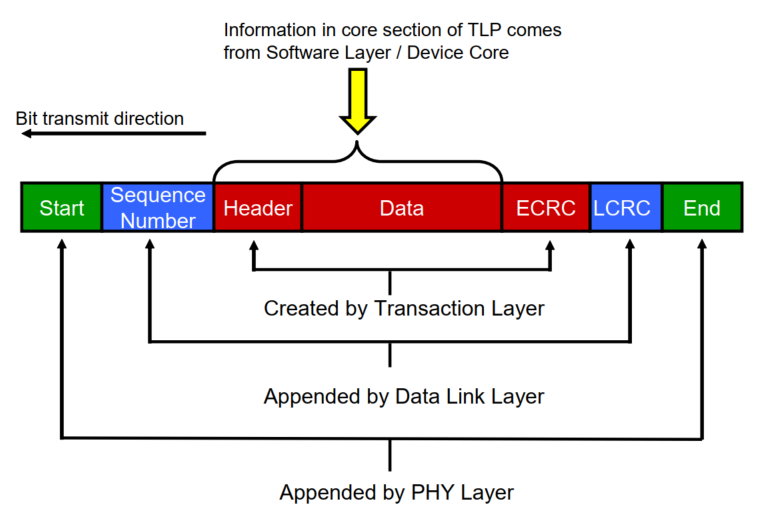 Information in core section of TLP comes
from Software Layer / Device Core
Bit transmit direction
Start
Sequence
Number
Header
Data
ECRC
LCRC
End
Created by Transaction Layer
Appended by Data Link Layer
Appended by PHY Layer